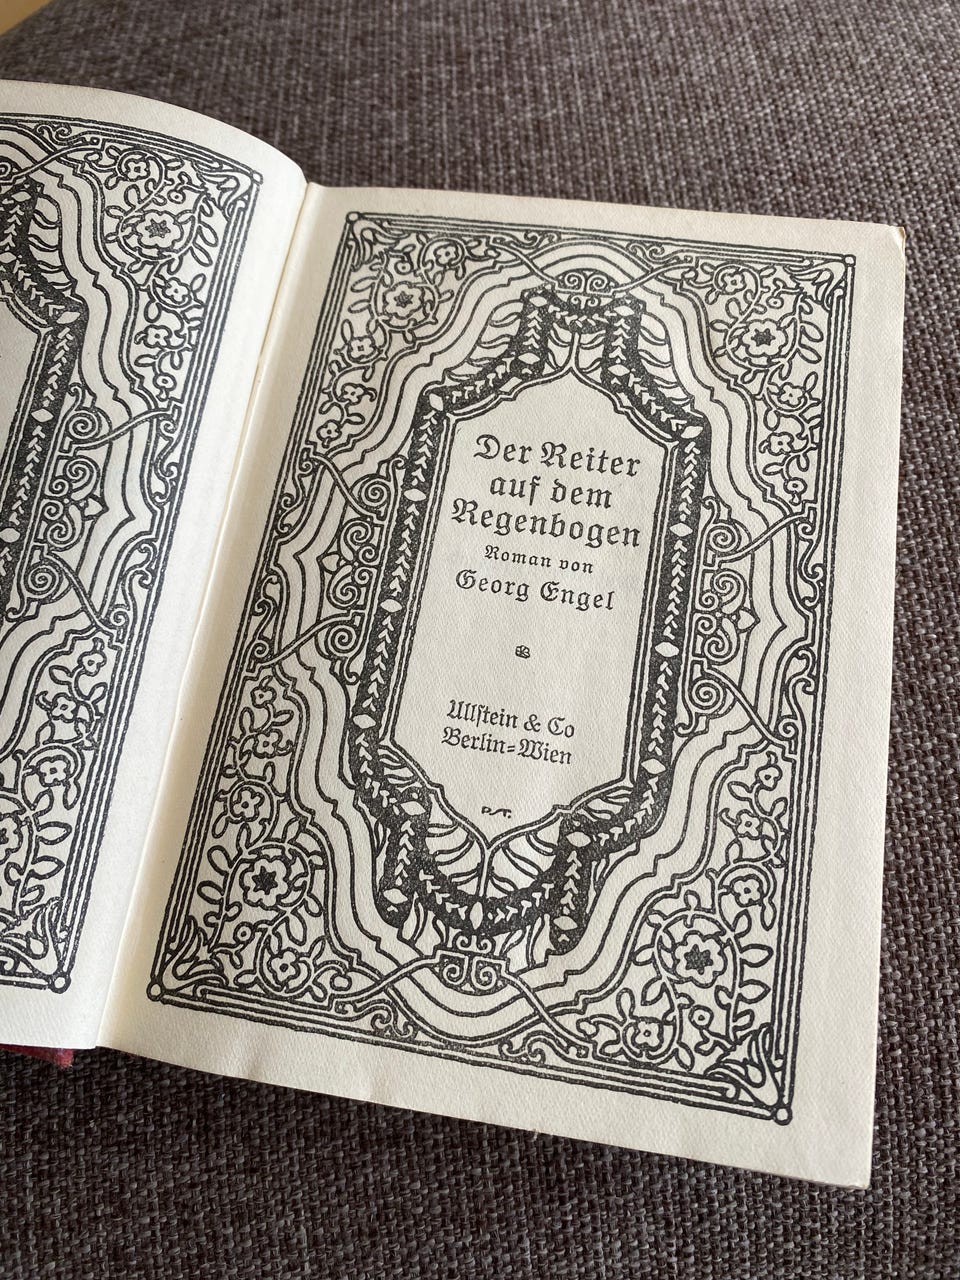 Der Reiter
auf dem
Regenbogen
Roman von
Georg Engel
Ullstein & Co
Berlin=Wien